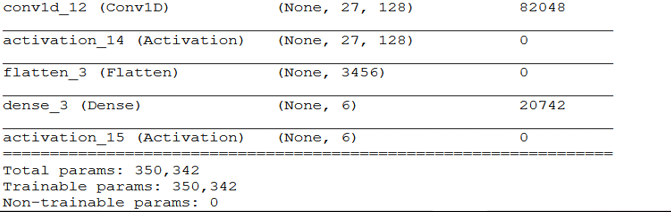 conv1d_12 (Conv1D) (None, 27, 128) 82048
activation_14 (Activation) (None, 27, 128) 0
flatten_3 (Flatten) (None, 3456) 0
dense_3 (Dense) (None, 6) 20742
activation_15 (Activation) (None, 6) 0
Total params: 350,342
Trainable params: 350,342
Non-trainable params: 0